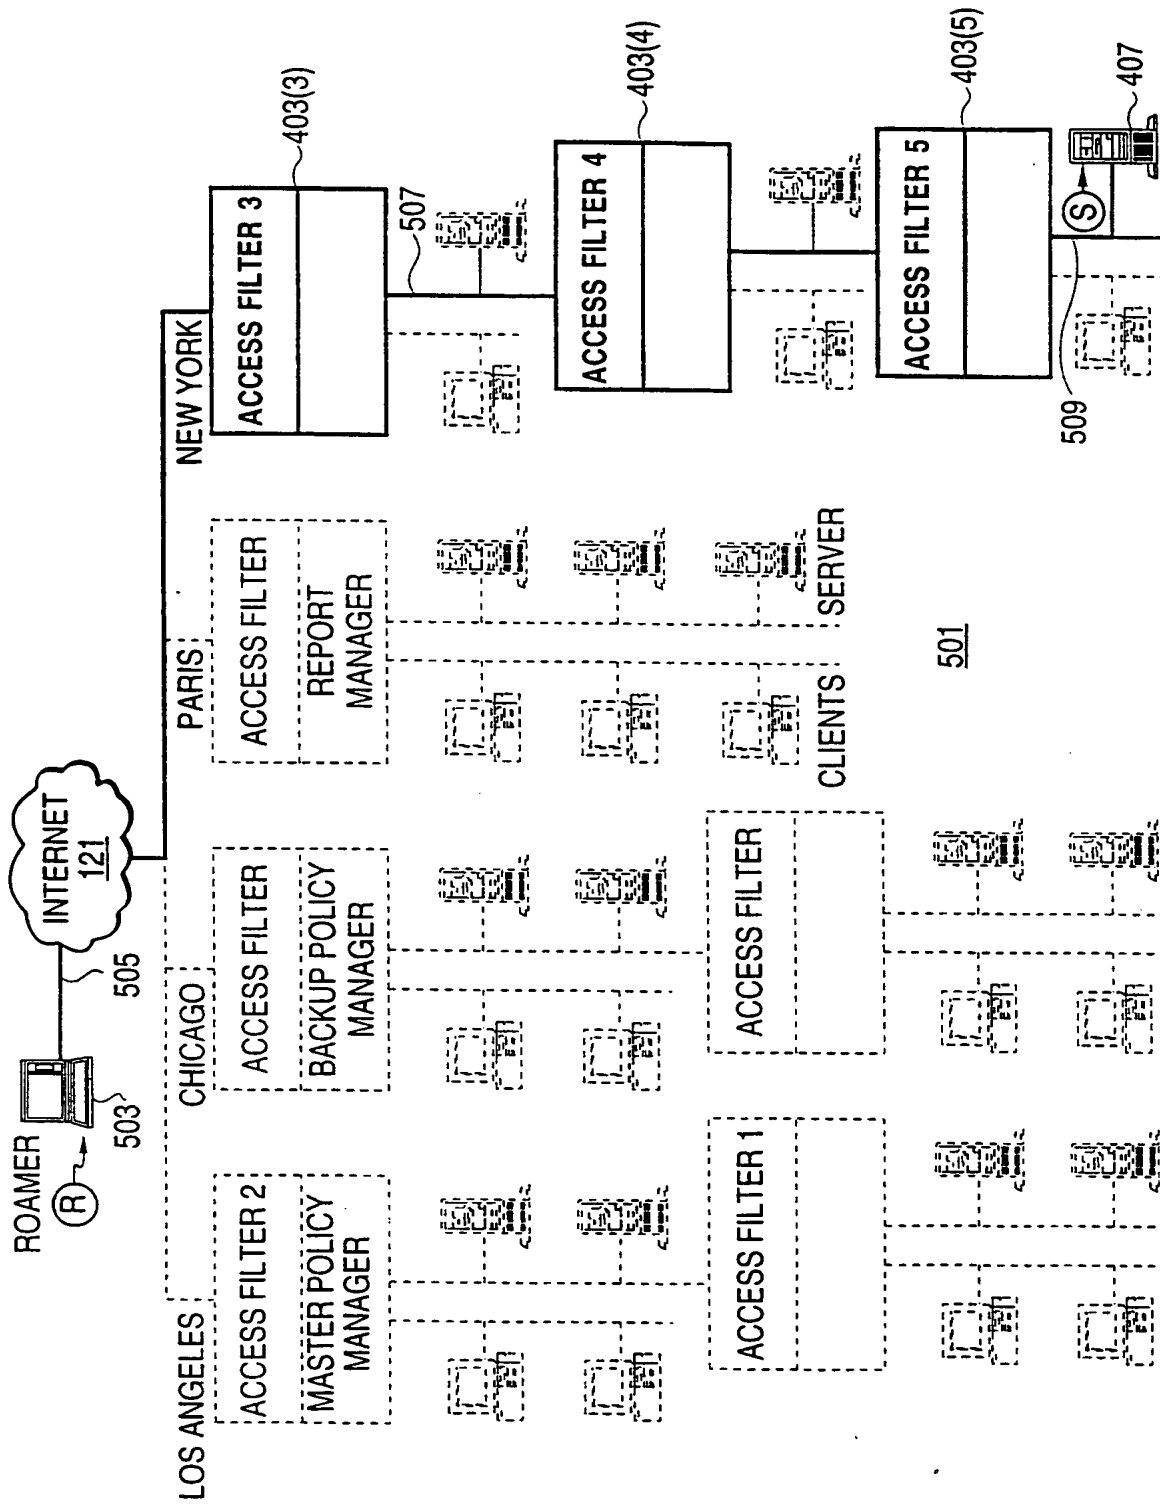 ROAMER
R
503
505
INTERNET
121
LOS ANGELES
CHICAGO
PARIS
NEW YORK
ACCESS FILTER 2
MASTER POLICY
MANAGER
ACCESS FILTER
BACKUP POLICY
MANAGER
ACCESS FILTER
REPORT
MANAGER
ACCESS FILTER 3
403(3)
507
ACCESS FILTER 1
ACCESS FILTER
CLIENTS
SERVER
501
ACCESS FILTER 4
403(4)
ACCESS FILTER 5
403(5)
509
S
407